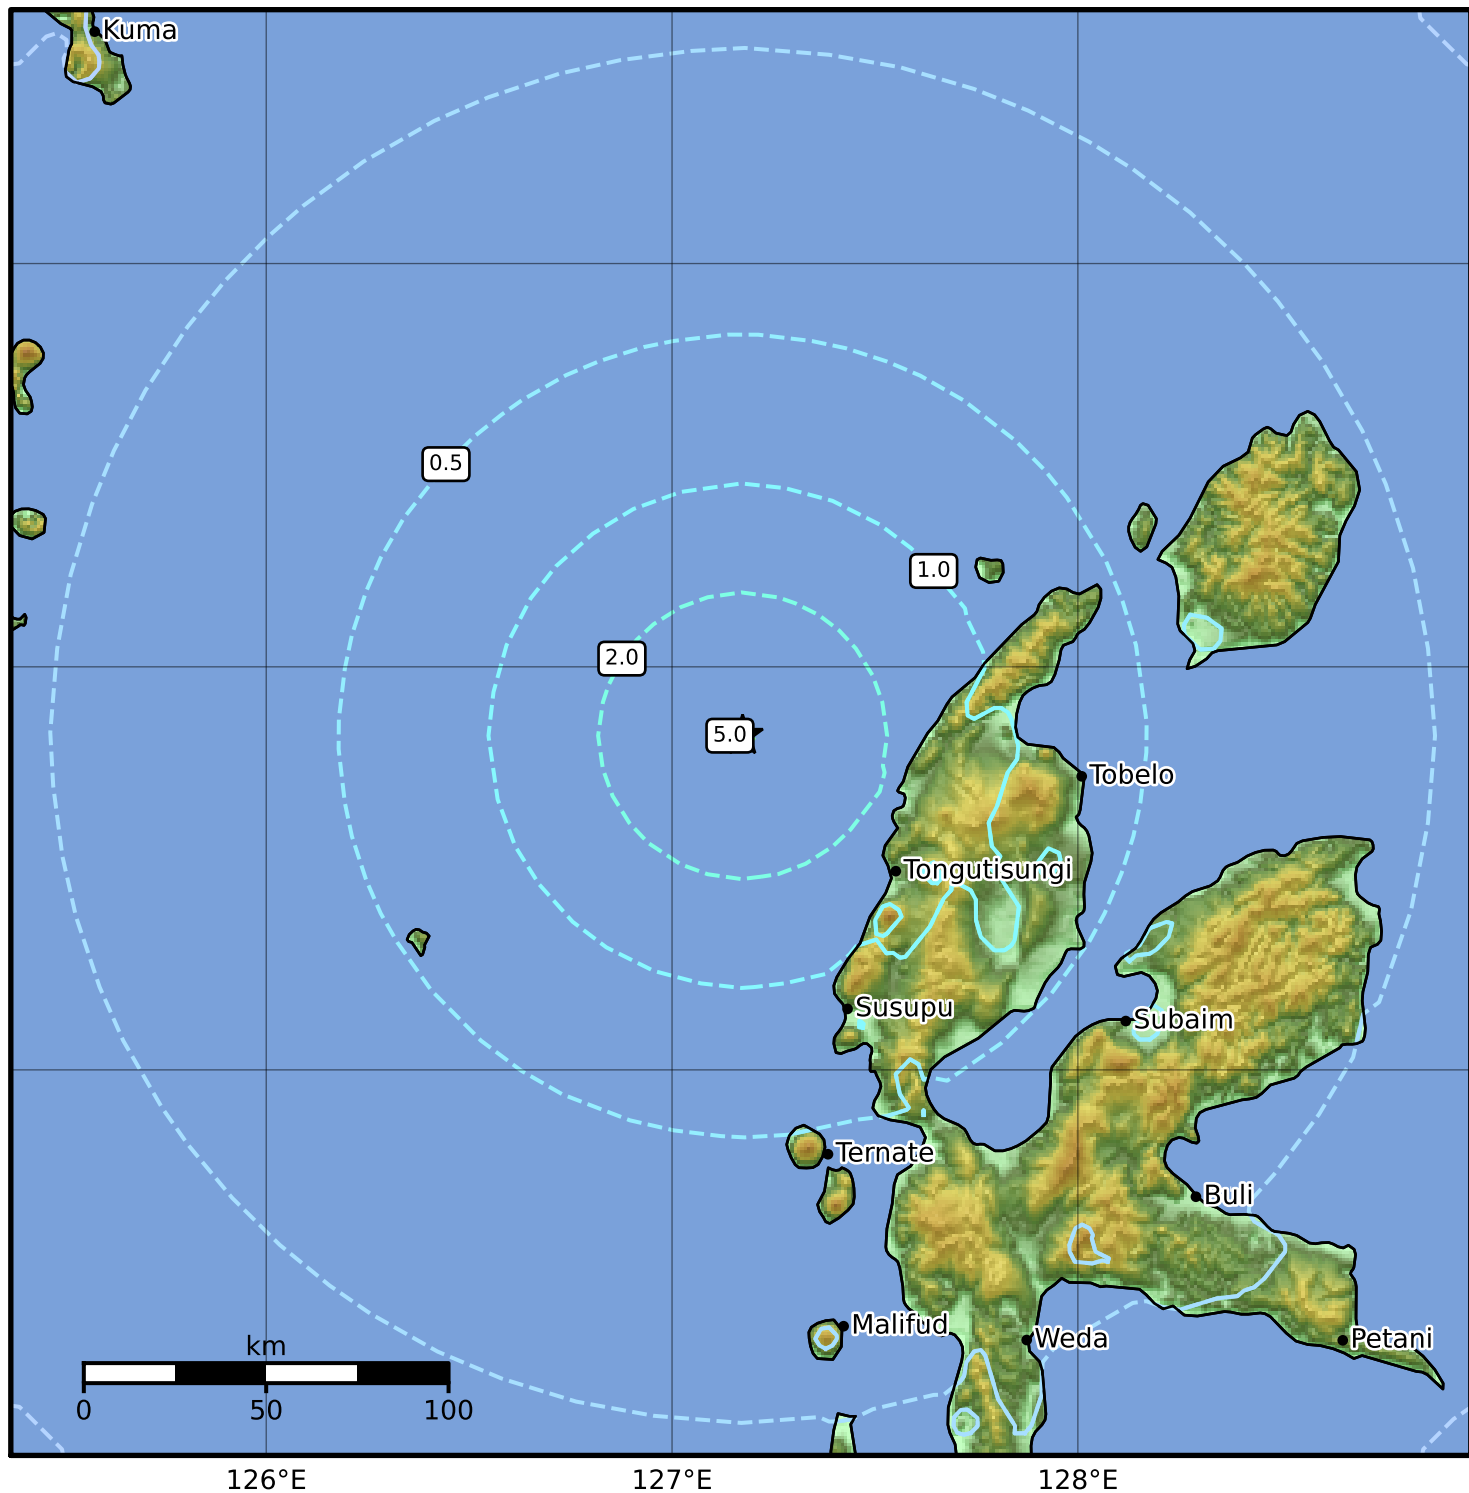 Kuma
0.5
1.0
2.0
5.0
Tobelo
Tongutisungi
Susupu
Subaim
Ternate
Buli
Malifud
Weda
Petani
km
0 50 100
126°E 127°E 128°E